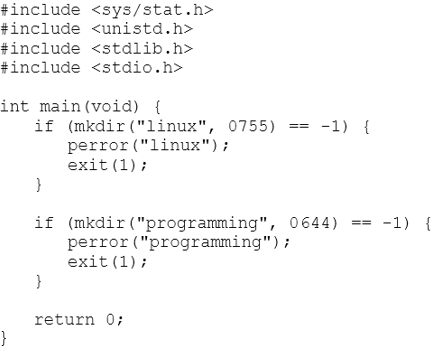 #include <sys/stat.h>
#include <unistd.h>
#include <stdlib.h>
#include <stdio.h>

int main(void) {
    if (mkdir("linux", 0755) == -1) {
        perror("linux");
        exit(1);
    }

    if (mkdir("programming", 0644) == -1) {
        perror("programming");
        exit(1);
    }

    return 0;
}